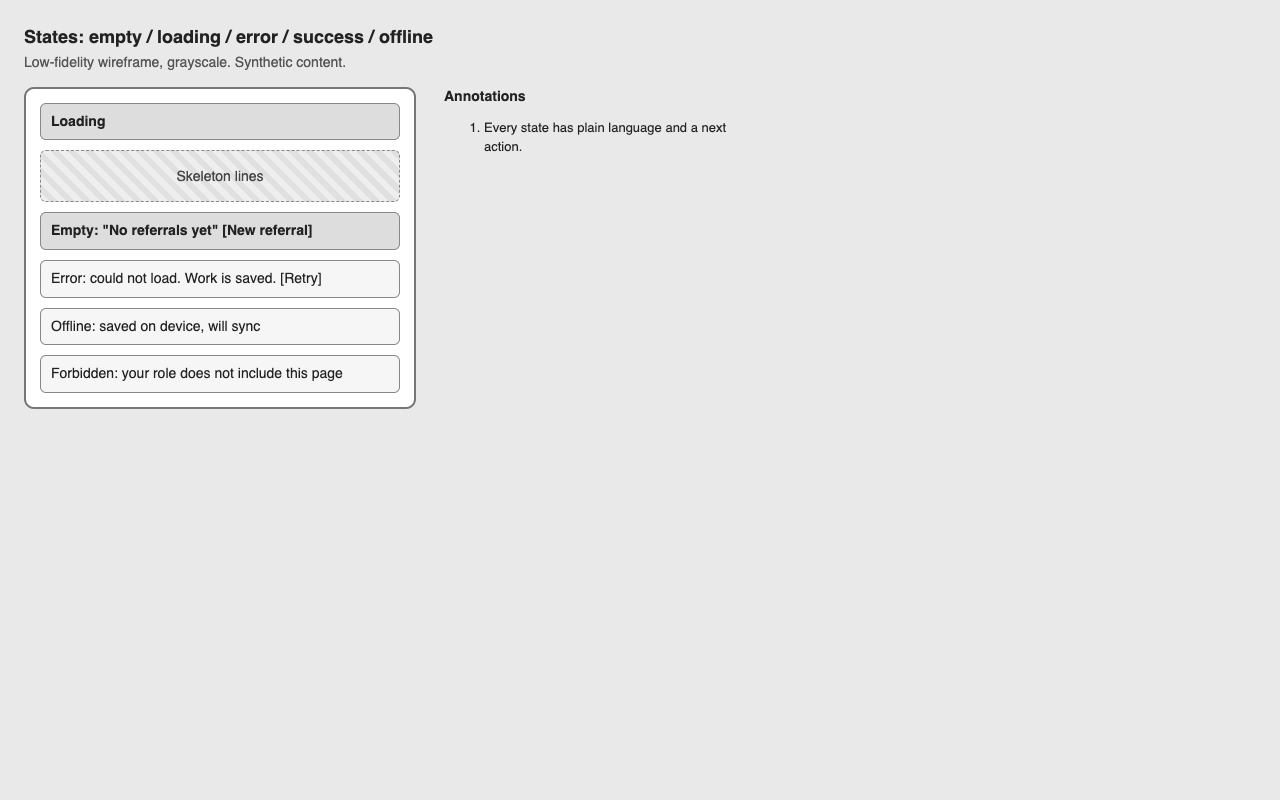 States: empty / loading / error / success / offline
Low-fidelity wireframe, grayscale. Synthetic content.
Loading
Skeleton lines
Empty: "No referrals yet" [New referral]
Error: could not load. Work is saved. [Retry]
Offline: saved on device, will sync
Forbidden: your role does not include this page
Annotations
1. Every state has plain language and a next
action.